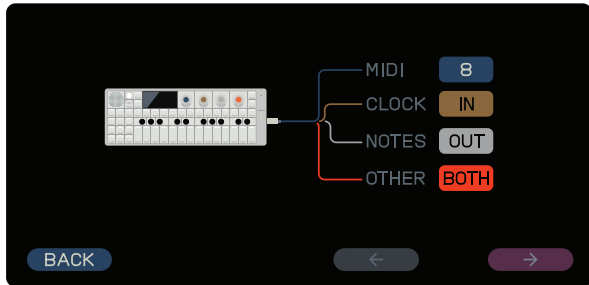 MIDI 8
CLOCK IN
NOTES OUT
OTHER BOTH
BACK ← →